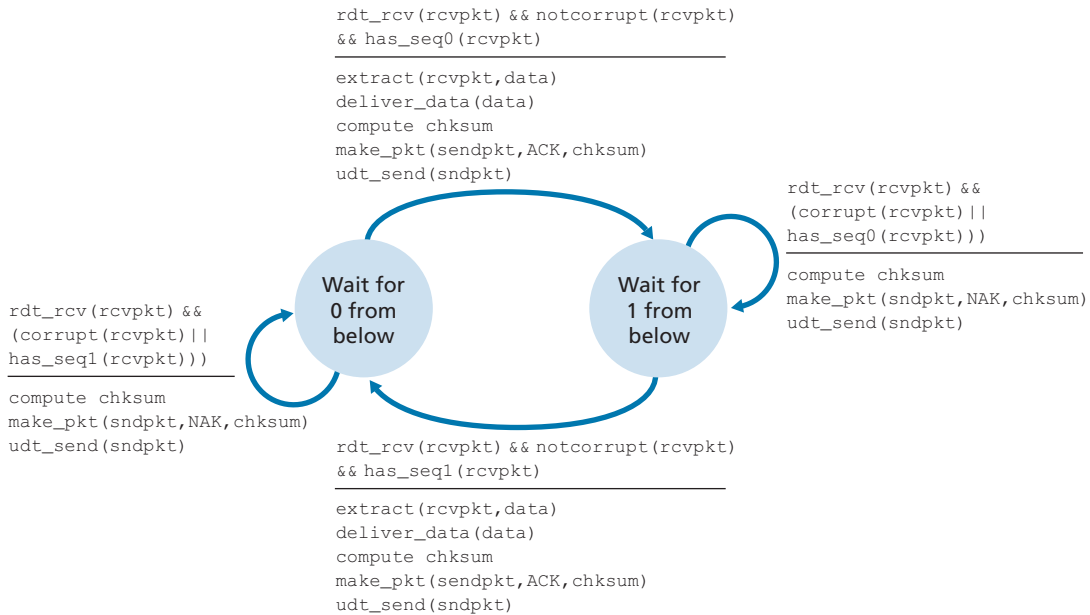 rdt_rcv(rcvpkt) && notcorrupt(rcvpkt)
&& has_seq0(rcvpkt)
extract(rcvpkt,data)
deliver_data(data)
compute chksum
make_pkt(sendpkt,ACK,chksum)
udt_send(sndpkt)
rdt_rcv(rcvpkt) &&
(corrupt(rcvpkt)||
has_seq0(rcvpkt)))
compute chksum
make_pkt(sndpkt,NAK,chksum)
udt_send(sndpkt)
Wait for
0 from
below
Wait for
1 from
below
rdt_rcv(rcvpkt) &&
(corrupt(rcvpkt)||
has_seq1(rcvpkt)))
compute chksum
make_pkt(sndpkt,NAK,chksum)
udt_send(sndpkt)
rdt_rcv(rcvpkt) && notcorrupt(rcvpkt)
&& has_seq1(rcvpkt)
extract(rcvpkt,data)
deliver_data(data)
compute chksum
make_pkt(sendpkt,ACK,chksum)
udt_send(sndpkt)